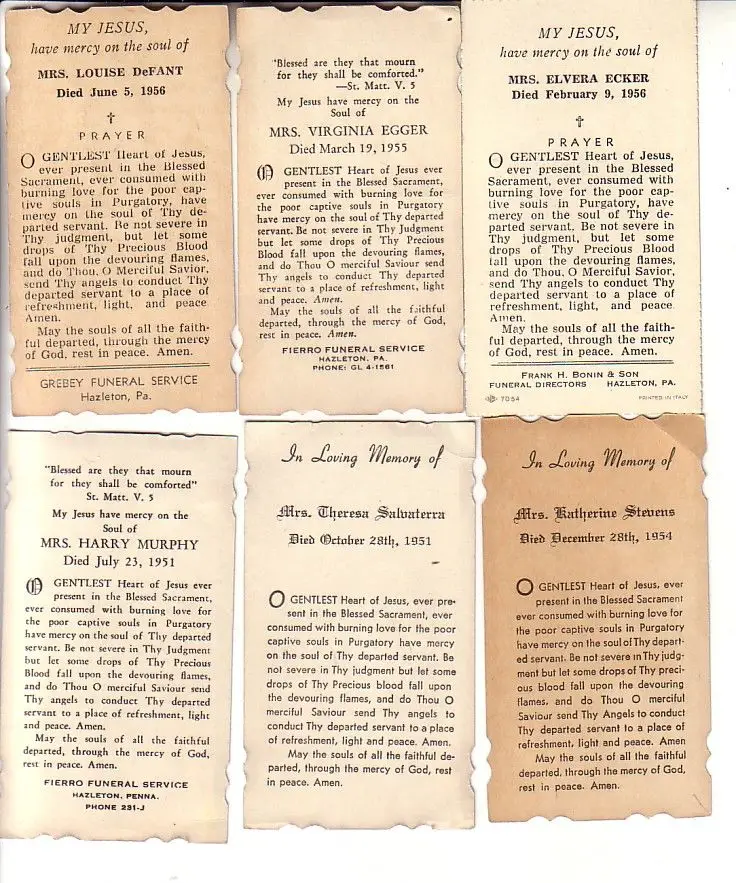 MY JESUS,
have mercy on the soul of
MRS. LOUISE DeFANT
Died June 5, 1956
PRAYER
O GENTLEST Heart of Jesus,
ever present in the Blessed
Sacrament, ever consumed with
burning love for the poor cap-
tive souls in Purgatory, have
mercy on the soul of Thy de-
parted servant. Be not severe in
Thy judgment, but let some
drops of Thy Precious Blood
fall upon the devouring flames,
and do Thou, O Merciful Savior,
send Thy angels to conduct Thy
departed servant to a place of
refreshment, light, and peace
Amen.
May the souls of all the faith-
ful departed, through the mercy
of God, rest in peace. Amen.
GREBEY FUNERAL SERVICE
Hazleton, Pa.
"Blessed are they that mourn
for they shall be comforted."
—St. Matt. V. 5
My Jesus have mercy on the
Soul of
MRS. VIRGINIA EGGER
Died March 19, 1955
O GENTLEST Heart of Jesus ever
present in the Blessed Sacrament,
ever consumed with burning love for
the poor captive souls in Purgatory
have mercy on the soul of Thy departed
servant. Be not severe in Thy Judgment
but let some drops of Thy Precious
Blood fall upon the devouring flames,
and do Thou O merciful Saviour send
Thy angels to conduct Thy departed
servant to a place of refreshment, light
and peace. Amen.
May the souls of all the faithful
departed, through the mercy of God,
rest in peace. Amen.
FIERRO FUNERAL SERVICE
HAZLETON, PA.
PHONE: GL 4-1561
MY JESUS,
have mercy on the soul of
MRS. ELVERA ECKER
Died February 9, 1956
PRAYER
O GENTLEST Heart of Jesus,
ever present in the Blessed
Sacrament, ever consumed with
burning love for the poor cap-
tive souls in Purgatory, have
mercy on the soul of Thy de-
parted servant. Be not severe in
Thy judgment, but let some
drops of Thy Precious Blood
fall upon the devouring flames,
and do Thou, O Merciful Savior,
send Thy angels to conduct Thy
departed servant to a place of
refreshment, light, and peace
Amen.
May the souls of all the faith-
ful departed, through the mercy
of God, rest in peace. Amen.
FRANK H. BONIN & SON
FUNERAL DIRECTORS HAZLETON, PA.
7054 PRINTED IN ITALY
"Blessed are they that mourn
for they shall be comforted"
St. Matt. V. 5
My Jesus have mercy on the
Soul of
MRS. HARRY MURPHY
Died July 23, 1951
O GENTLEST Heart of Jesus ever
present in the Blessed Sacrament,
ever consumed with burning love for
the poor captive souls in Purgatory
have mercy on the soul of Thy departed
servant. Be not severe in Thy Judgment
but let some drops of Thy Precious
Blood fall upon the devouring flames,
and do Thou O merciful Saviour send
Thy angels to conduct Thy departed
servant to a place of refreshment, light
and peace. Amen.
May the souls of all the faithful
departed, through the mercy of God,
rest in peace. Amen.
FIERRO FUNERAL SERVICE
HAZLETON, PENNA.
PHONE 231-J
In Loving Memory of
Mrs. Theresa Salvaterra
Died October 28th, 1951
O GENTLEST Heart of Jesus, ever pre-
sent in the Blessed Sacrament, ever
consumed with burning love for the poor
captive souls in Purgatory have mercy
on the soul of Thy departed servant. Be
not severe in Thy judgment but let some
drops of Thy Precious blood fall upon
the devouring flames, and do Thou O
merciful Saviour send Thy angels to
conduct Thy departed servant to a place
of refreshment, light and peace. Amen.
May the souls of all the faithful de-
parted, through the mercy of God, rest
in peace. Amen.
In Loving Memory of
Mrs. Katherine Stevens
Died December 28th, 1954
O GENTLEST Heart of Jesus, ever
present in the Blessed Sacrament
ever consumed with burning love for
the poor captive souls in Purgatory
have mercy on the soul of Thy depart-
ed servant. Be not severe in Thy judg-
ment but let some drops of Thy preci-
ous blood fall upon the devouring
flames, and do Thou O merciful
Saviour send Thy Angels to conduct
Thy departed servant to a place of
refreshment, light and peace. Amen
May the souls of all the faithful
departed, through the mercy of God,
rest in peace. Amen.